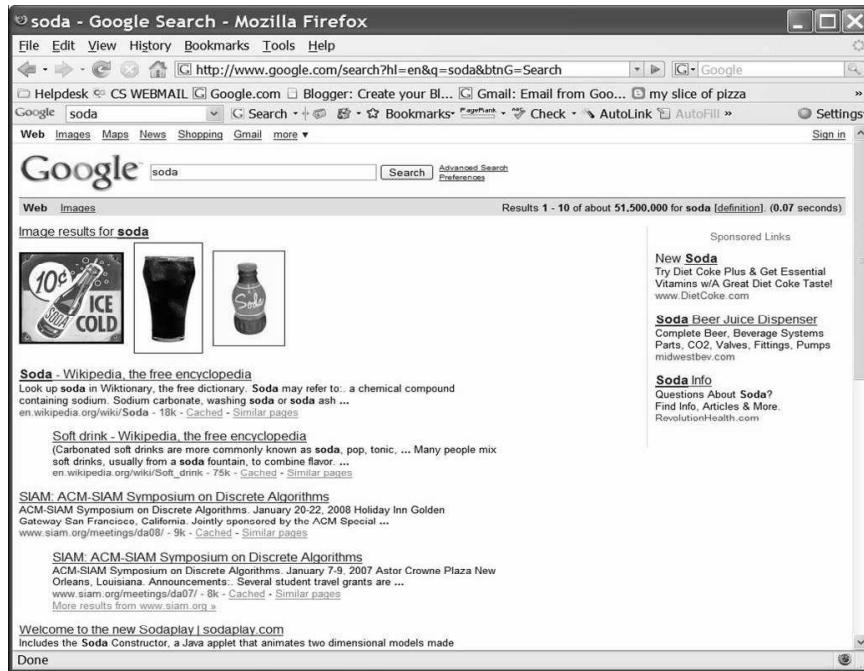 soda - Google Search - Mozilla Firefox
File Edit View History Bookmarks Tools Help
G http://www.google.com/search?hl=en&q=soda&btnG=Search G Google
Helpdesk CS WEBMAIL G Google.com Blogger: Create your Bl... G Gmail: Email from Goo... my slice of pizza »
Google soda G Search Bookmarks PageRank Check AutoLink AutoFill » Settings
Web Images Maps News Shopping Gmail more ▼ Sign in
Google soda Search Advanced Search
Preferences
Web Images Results 1 - 10 of about 51,500,000 for soda [definition]. (0.07 seconds)
Image results for soda
10¢
ICE
COLD
SODA
Soda
Soda - Wikipedia, the free encyclopedia
Look up soda in Wiktionary, the free dictionary. Soda may refer to:. a chemical compound
containing sodium. Sodium carbonate, washing soda or soda ash ...
en.wikipedia.org/wiki/Soda - 18k - Cached - Similar pages
Soft drink - Wikipedia, the free encyclopedia
(Carbonated soft drinks are more commonly known as soda, pop, tonic, ... Many people mix
soft drinks, usually from a soda fountain, to combine flavor. ...
en.wikipedia.org/wiki/Soft_drink - 75k - Cached - Similar pages
SIAM: ACM-SIAM Symposium on Discrete Algorithms
ACM-SIAM Symposium on Discrete Algorithms. January 20-22, 2008 Holiday Inn Golden
Gateway San Francisco, California. Jointly sponsored by the ACM Special ...
www.siam.org/meetings/da08/ - 9k - Cached - Similar pages
SIAM: ACM-SIAM Symposium on Discrete Algorithms
ACM-SIAM Symposium on Discrete Algorithms. January 7-9, 2007 Astor Crowne Plaza New
Orleans, Louisiana. Announcements:. Several student travel grants are ...
www.siam.org/meetings/da07/ - 8k - Cached - Similar pages
More results from www.siam.org »
Welcome to the new Sodaplay | sodaplay.com
Includes the Soda Constructor, a Java applet that animates two dimensional models made
Sponsored Links
New Soda
Try Diet Coke Plus & Get Essential
Vitamins w/A Great Diet Coke Taste!
www.DietCoke.com
Soda Beer Juice Dispenser
Complete Beer, Beverage Systems
Parts, CO2, Valves, Fittings, Pumps
midwestbev.com
Soda Info
Questions About Soda?
Find Info, Articles & More.
RevolutionHealth.com
Done